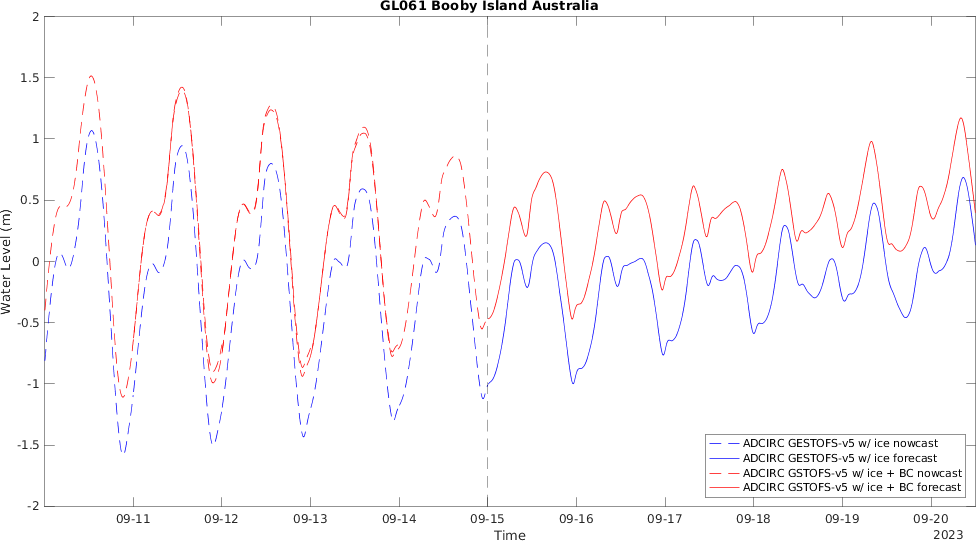 GL061 Booby Island Australia
2
1.5
1
0.5
0
-0.5
-1
-1.5
-2
Water Level (m)
09-11 09-12 09-13 09-14 09-15 09-16 09-17 09-18 09-19 09-20
Time
2023
ADCIRC GESTOFS-v5 w/ ice nowcast
ADCIRC GESTOFS-v5 w/ ice forecast
ADCIRC GSTOFS-v5 w/ ice + BC nowcast
ADCIRC GSTOFS-v5 w/ ice + BC forecast